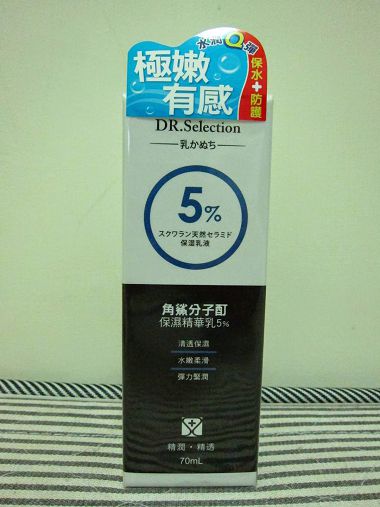 水潤Q彈
極嫩
有感
保水+防護
DR.Selection
乳かぬち
5%
スクワラン天然セラミド
保湿乳液
角鯊分子酊
保濕精華乳5%
清透保濕
水嫩柔滑
彈力緊潤
精潤・精透
70mL